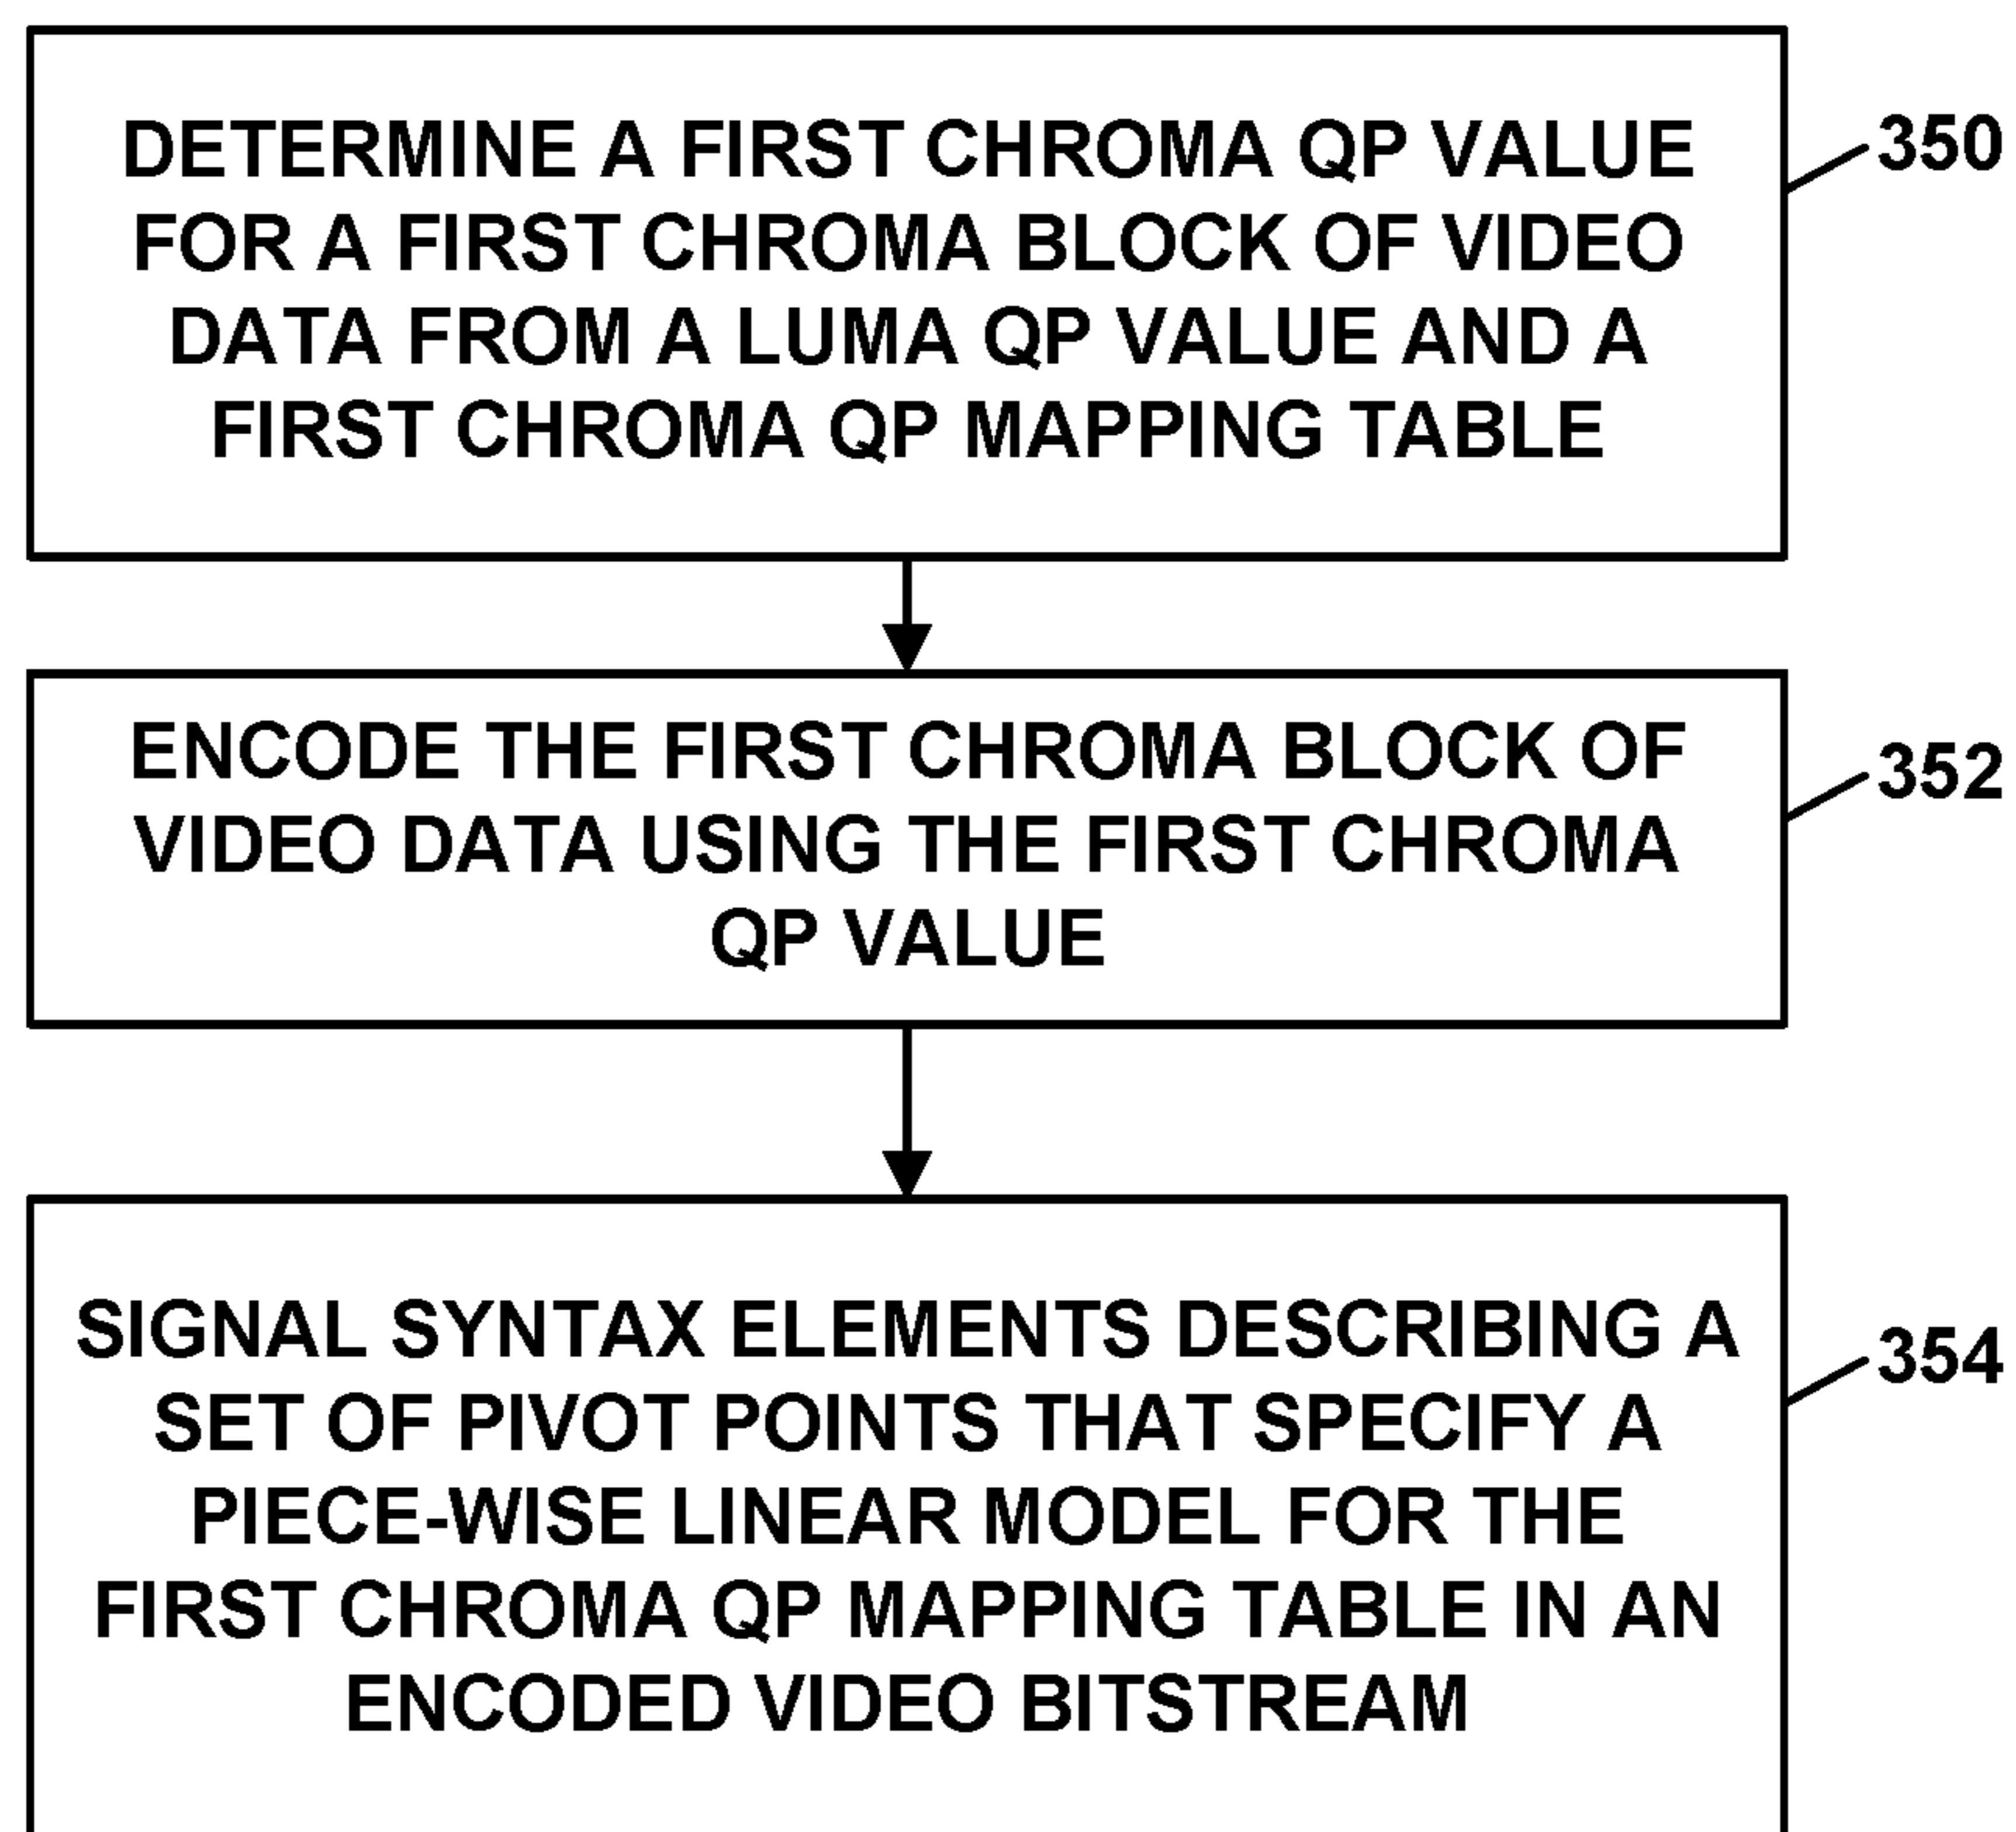 DETERMINE A FIRST CHROMA QP VALUE
FOR A FIRST CHROMA BLOCK OF VIDEO
DATA FROM A LUMA QP VALUE AND A
FIRST CHROMA QP MAPPING TABLE
350
ENCODE THE FIRST CHROMA BLOCK OF
VIDEO DATA USING THE FIRST CHROMA
QP VALUE
352
SIGNAL SYNTAX ELEMENTS DESCRIBING A
SET OF PIVOT POINTS THAT SPECIFY A
PIECE-WISE LINEAR MODEL FOR THE
FIRST CHROMA QP MAPPING TABLE IN AN
ENCODED VIDEO BITSTREAM
354